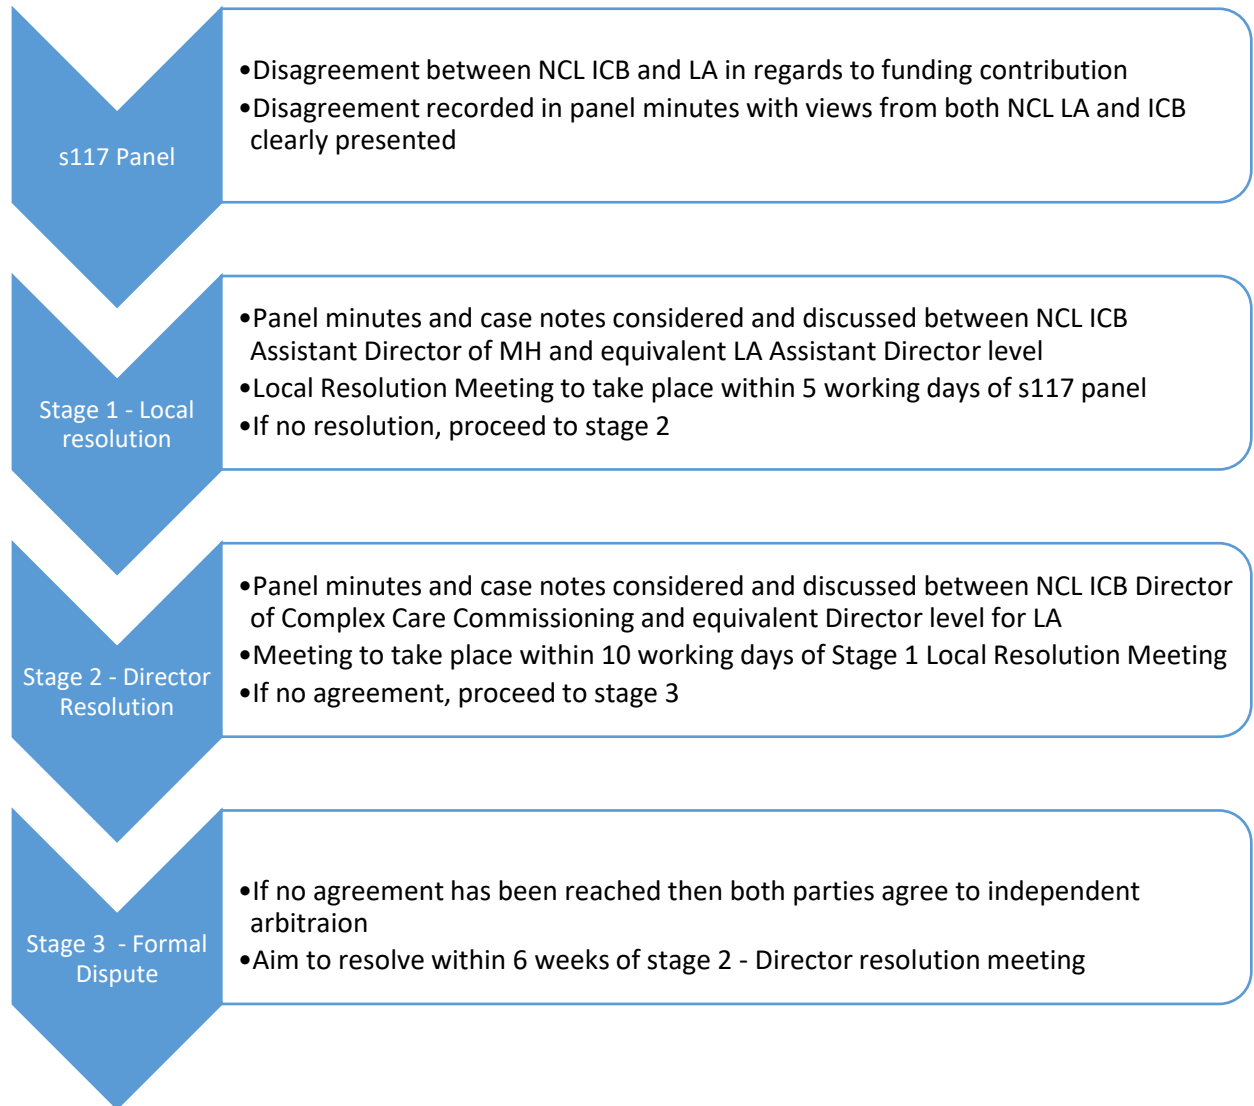 s117 Panel
•Disagreement between NCL ICB and LA in regards to funding contribution
•Disagreement recorded in panel minutes with views from both NCL LA and ICB
clearly presented
Stage 1 - Local
resolution
•Panel minutes and case notes considered and discussed between NCL ICB
Assistant Director of MH and equivalent LA Assistant Director level
•Local Resolution Meeting to take place within 5 working days of s117 panel
•If no resolution, proceed to stage 2
Stage 2 - Director
Resolution
•Panel minutes and case notes considered and discussed between NCL ICB Director
of Complex Care Commissioning and equivalent Director level for LA
•Meeting to take place within 10 working days of Stage 1 Local Resolution Meeting
•If no agreement, proceed to stage 3
Stage 3  - Formal
Dispute
•If no agreement has been reached then both parties agree to independent
arbitraion
•Aim to resolve within 6 weeks of stage 2 - Director resolution meeting